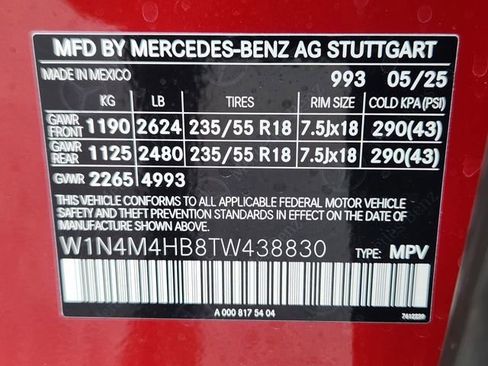 MFD BY MERCEDES-BENZ AG STUTTGART
MADE IN MEXICO 993 05/25
KG LB TIRES RIM SIZE COLD KPA(PSI)
GAWR FRONT 1190 2624 235/55 R18 7.5Jx18 290(43)
GAWR REAR 1125 2480 235/55 R18 7.5Jx18 290(43)
GVWR 2265 4993
THIS VEHICLE CONFORMS TO ALL APPLICABLE FEDERAL MOTOR VEHICLE
SAFETY AND THEFT PREVENTION STANDARDS IN EFFECT ON THE DATE
OF MANUFACTURE SHOWN ABOVE.
W1N4M4HB8TW438830 TYPE: MPV
A 000 817 54 04